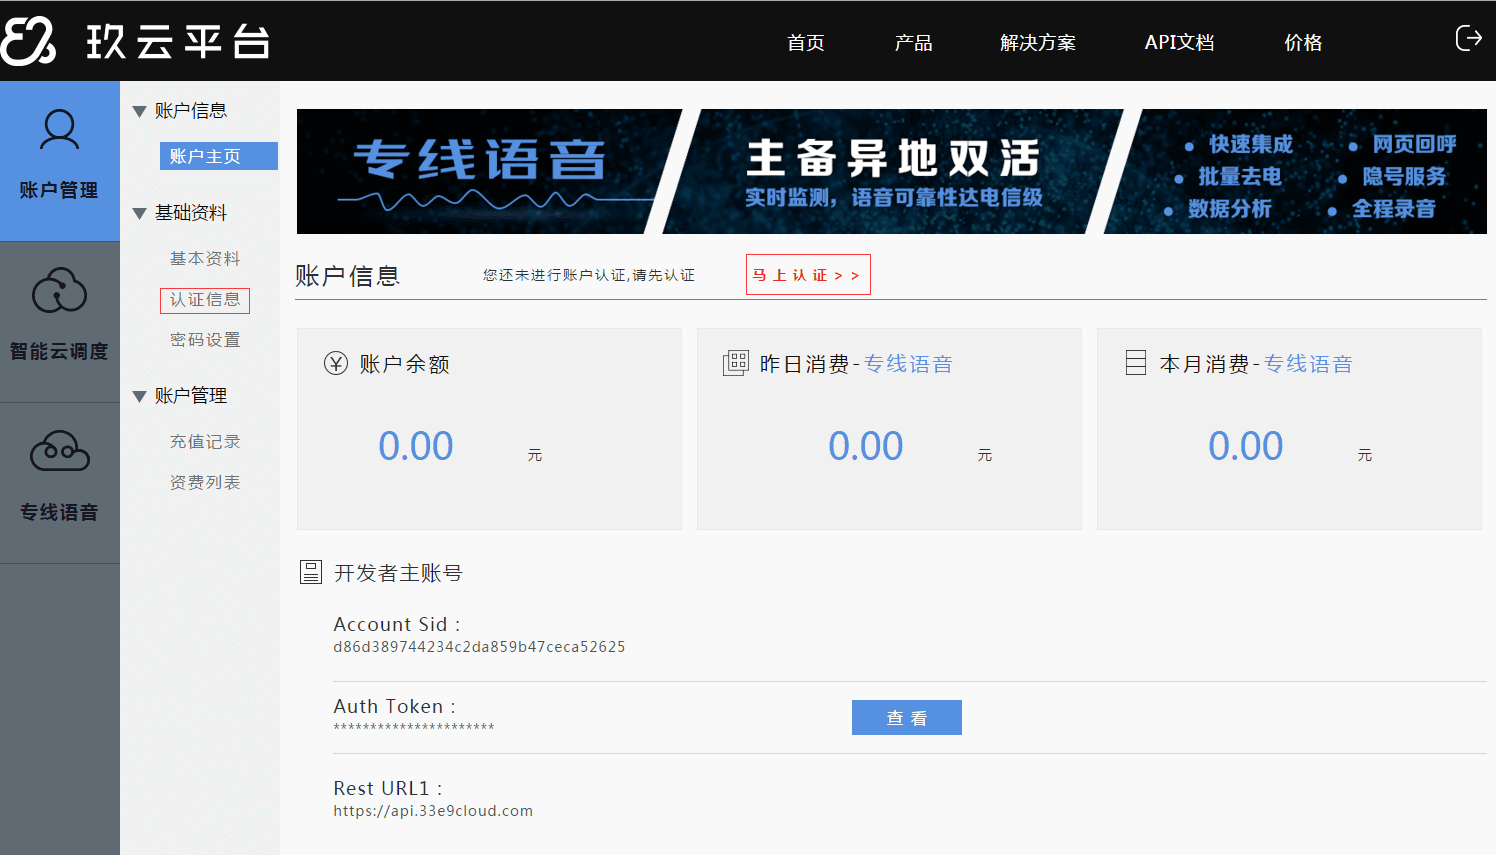 玖云平台
首页
产品
解决方案
API文档
价格
账户管理
智能云调度
专线语音
账户信息
账户主页
基础资料
基本资料
认证信息
密码设置
账户管理
充值记录
资费列表
专线语音
主备异地双活
实时监测，语音可靠性达电信级
快速集成
网页回呼
批量去电
隐号服务
数据分析
全程录音
账户信息
您还未进行账户认证,请先认证
马上认证>>
账户余额
0.00 元
昨日消费-专线语音
0.00 元
本月消费-专线语音
0.00 元
开发者主账号
Account Sid :
d86d389744234c2da859b47ceca52625
Auth Token :
**********************
查看
Rest URL1 :
https://api.33e9cloud.com